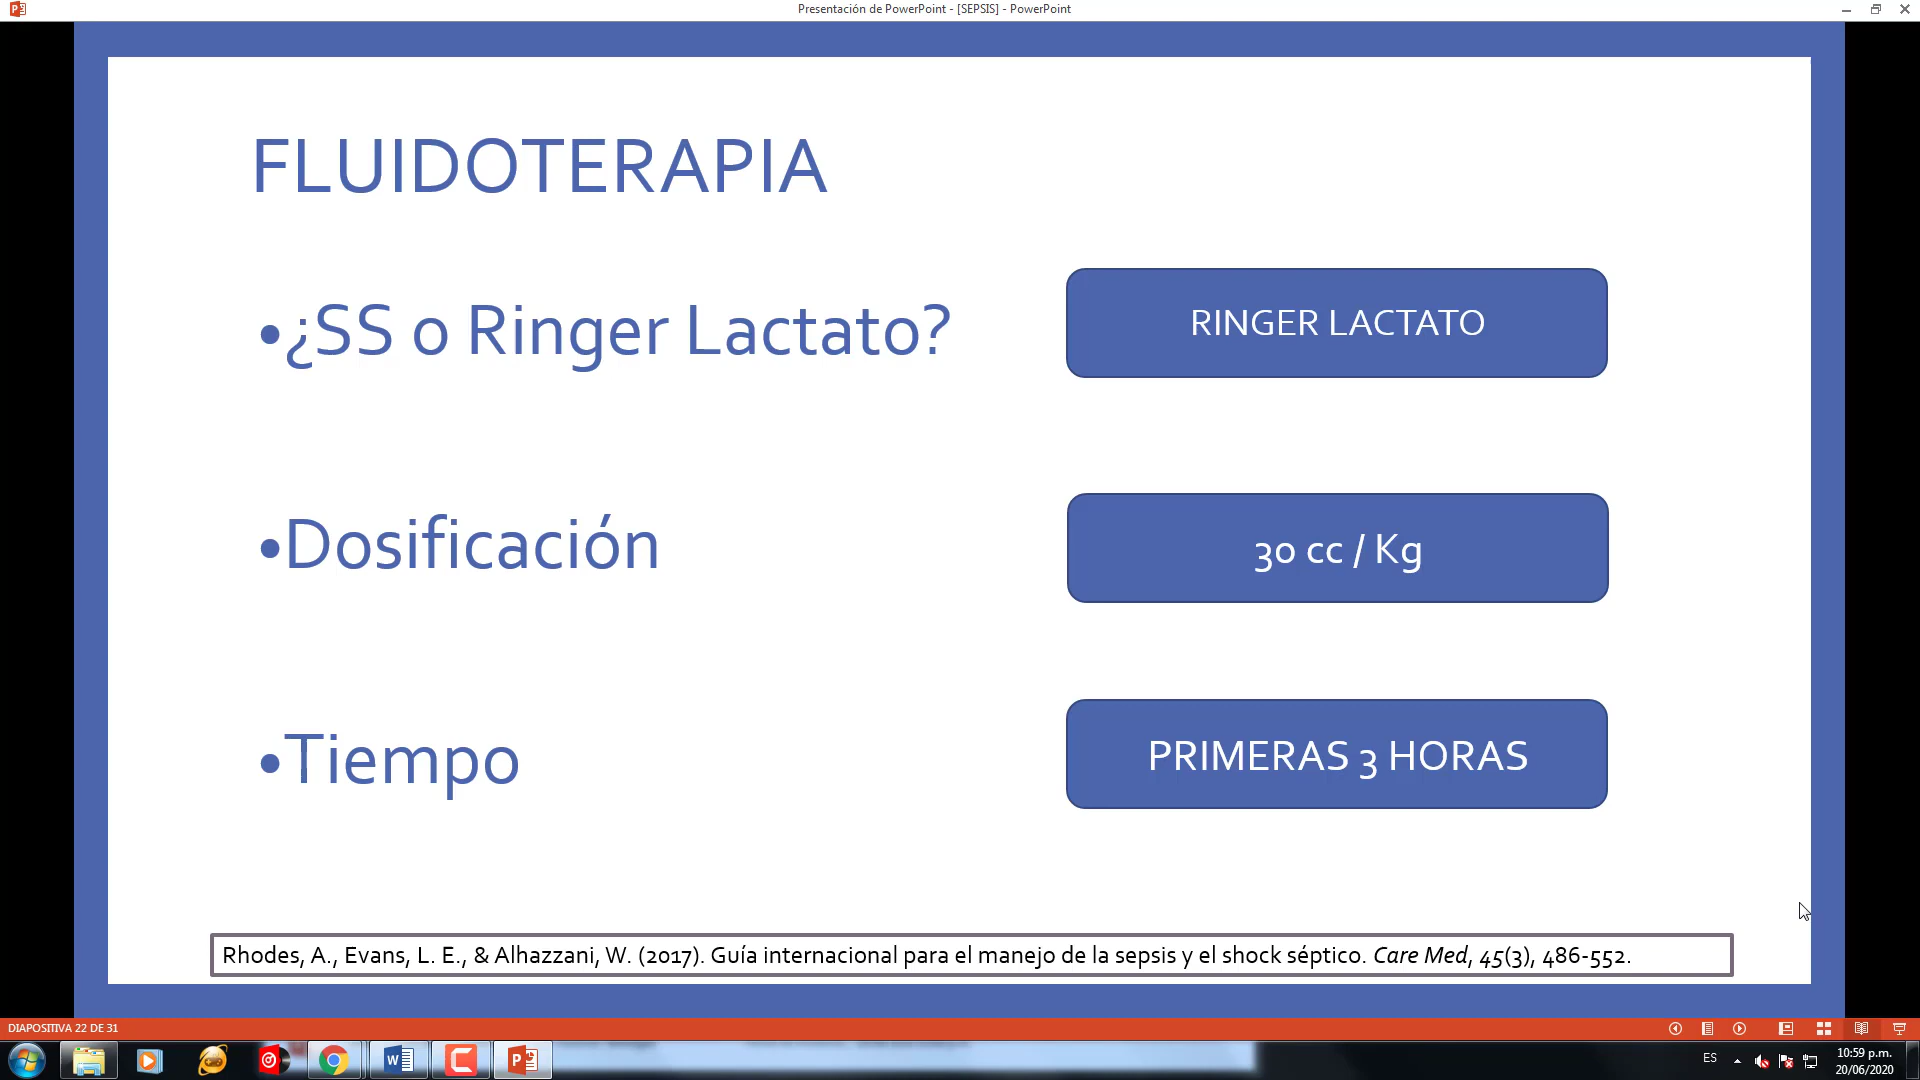 Presentación de PowerPoint - [SEPSIS] - PowerPoint
FLUIDOTERAPIA
•¿SS o Ringer Lactato?
RINGER LACTATO
•Dosificación
30 cc / Kg
•Tiempo
PRIMERAS 3 HORAS
Rhodes, A., Evans, L. E., & Alhazzani, W. (2017). Guía internacional para el manejo de la sepsis y el shock séptico. Care Med, 45(3), 486-552.
DIAPOSITIVA 22 DE 31
ES
10:59 p.m.
20/06/2020